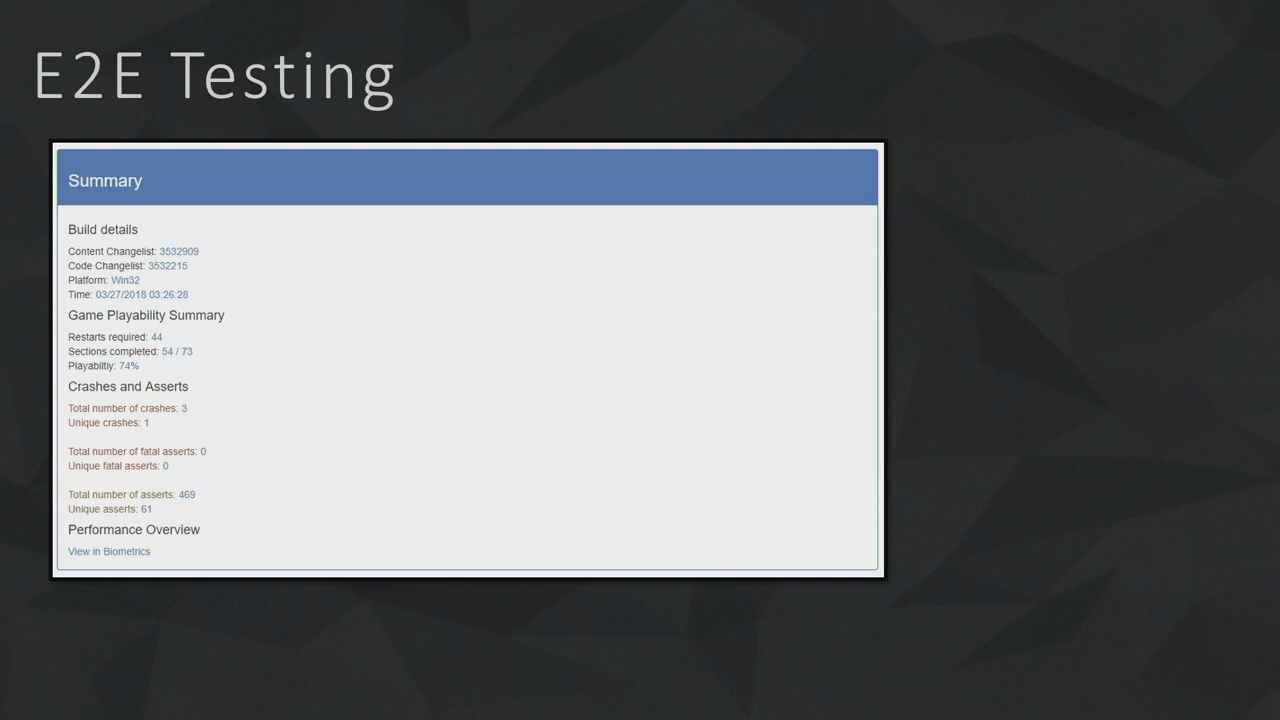 E2E Testing
Summary
Build details
Content Changelist: 3532909
Code Changelist: 3532215
Platform: Win32
Time: 03/27/2018 03:26:28
Game Playability Summary
Restarts required: 44
Sections completed: 54 / 73
Playabiltiy: 74%
Crashes and Asserts
Total number of crashes: 3
Unique crashes: 1
Total number of fatal asserts: 0
Unique fatal asserts: 0
Total number of asserts: 469
Unique asserts: 61
Performance Overview
View in Biometrics